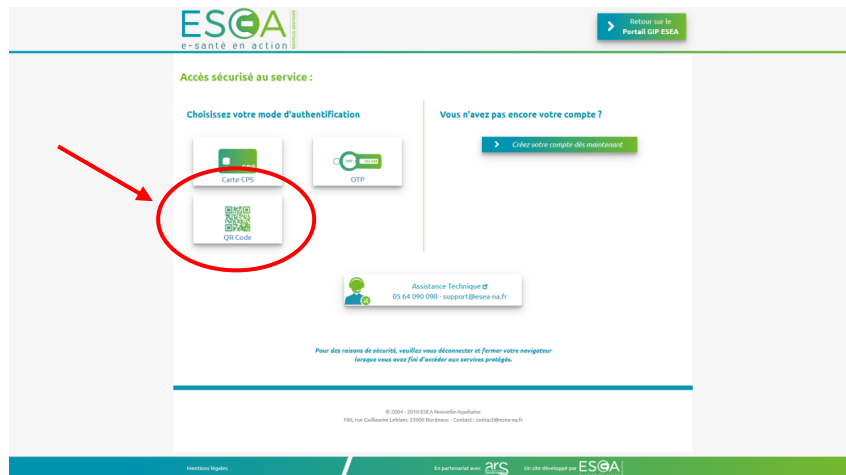 ESEA
e-santé en action
Retour sur le
Portail GIP ESEA
Accès sécurisé au service :
Choisissez votre mode d'authentification
Carte CPS
OTP
QR Code
Vous n'avez pas encore votre compte ?
Créez votre compte dès maintenant
Assistance Technique
05 64 090 090 - support@esea-na.fr
Pour des raisons de sécurité, veuillez vous déconnecter et fermer votre navigateur
lorsque vous avez fini d'accéder aux services protégés.
© 2004 - 2018 ESEA Nouvelle-Aquitaine
180, rue Guillaume Leblanc 33000 Bordeaux - Contact : contact@esea-na.fr
Mentions légales
En partenariat avec ars
Un site développé par ESEA